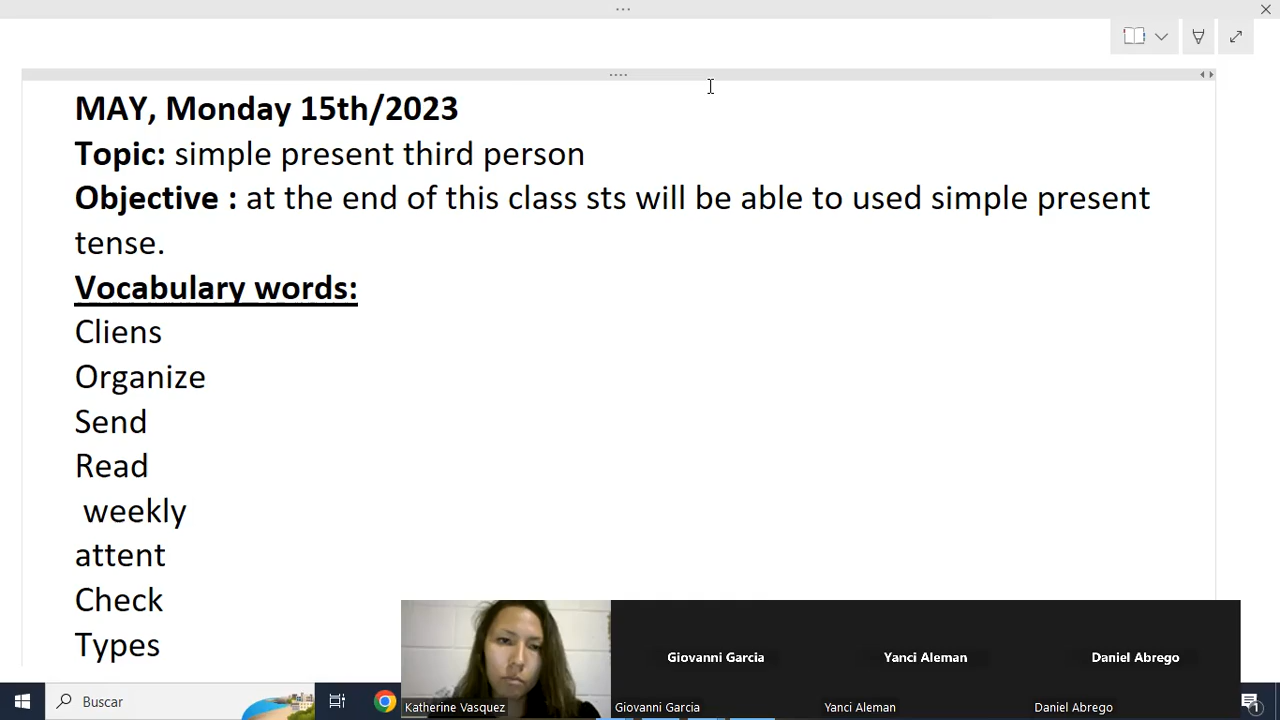 MAY, Monday 15th/2023
Topic: simple present third person
Objective : at the end of this class sts will be able to used simple present
tense.
Vocabulary words:
Cliens
Organize
Send
Read
weekly
attent
Check
Types
Giovanni Garcia
Yanci Aleman
Daniel Abrego
Katherine Vasquez
Giovanni Garcia
Yanci Aleman
Daniel Abrego
Buscar
1